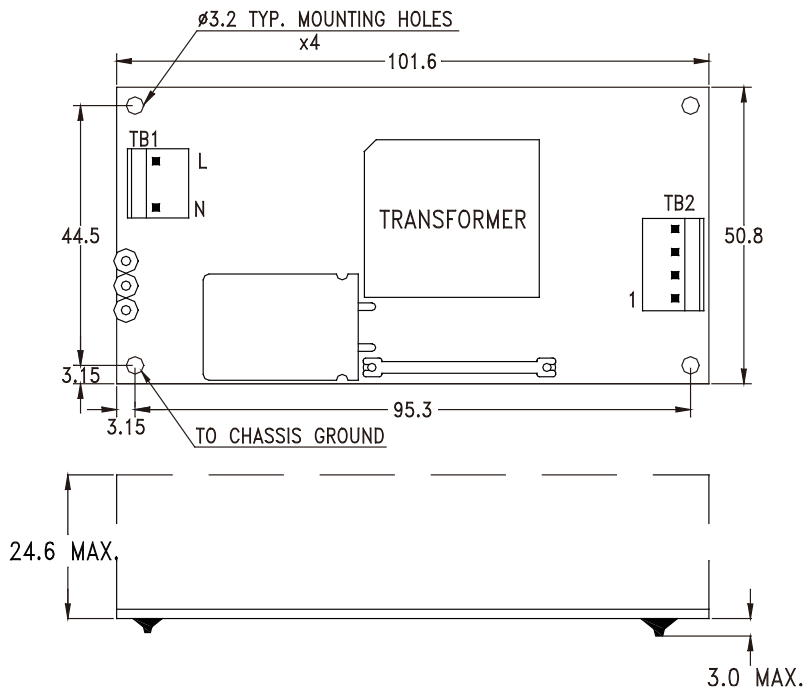 ø3.2 TYP. MOUNTING HOLES
x4
101.6
TB1
L
N
TRANSFORMER
TB2
44.5
50.8
1
3.15
95.3
3.15
TO CHASSIS GROUND
24.6 MAX.
3.0 MAX.